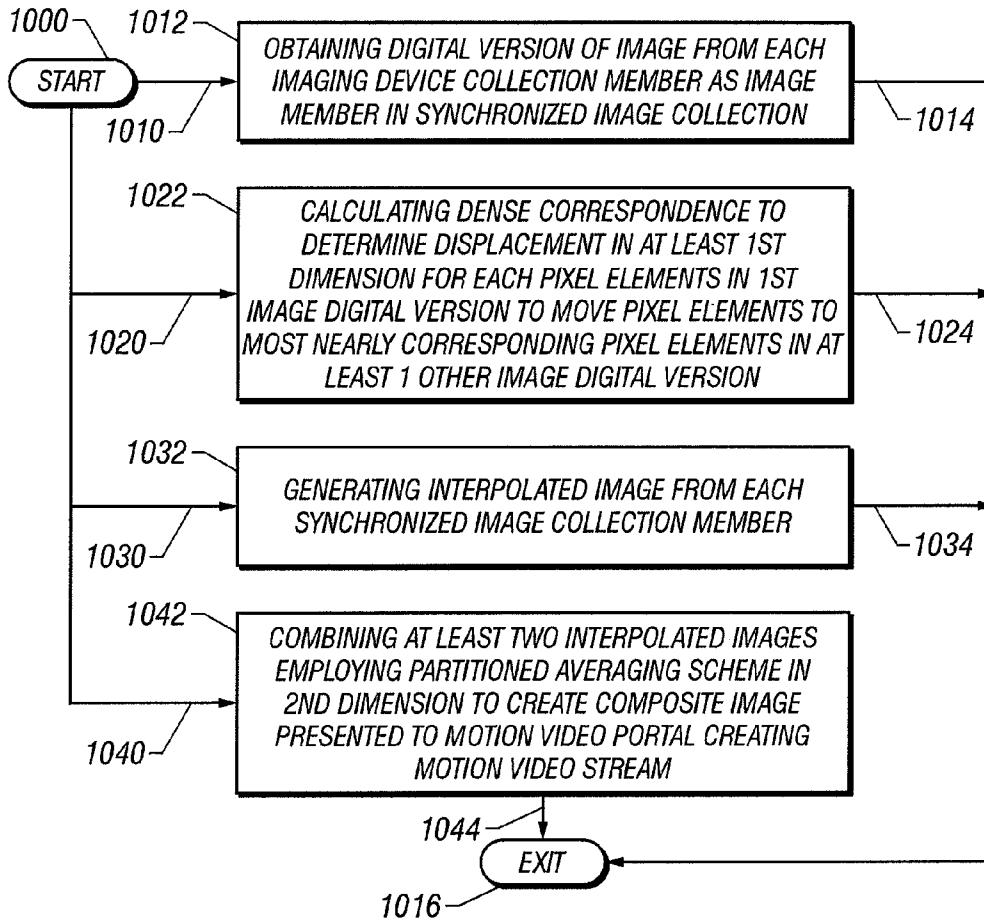 1000
START
1010
1012
OBTAINING DIGITAL VERSION OF IMAGE FROM EACH
IMAGING DEVICE COLLECTION MEMBER AS IMAGE
MEMBER IN SYNCHRONIZED IMAGE COLLECTION
1014
1022
CALCULATING DENSE CORRESPONDENCE TO
DETERMINE DISPLACEMENT IN AT LEAST 1ST
DIMENSION FOR EACH PIXEL ELEMENTS IN 1ST
IMAGE DIGITAL VERSION TO MOVE PIXEL ELEMENTS TO
MOST NEARLY CORRESPONDING PIXEL ELEMENTS IN AT
LEAST 1 OTHER IMAGE DIGITAL VERSION
1020
1024
1032
GENERATING INTERPOLATED IMAGE FROM EACH
SYNCHRONIZED IMAGE COLLECTION MEMBER
1030
1034
1042
COMBINING AT LEAST TWO INTERPOLATED IMAGES
EMPLOYING PARTITIONED AVERAGING SCHEME IN
2ND DIMENSION TO CREATE COMPOSITE IMAGE
PRESENTED TO MOTION VIDEO PORTAL CREATING
MOTION VIDEO STREAM
1040
1044
EXIT
1016